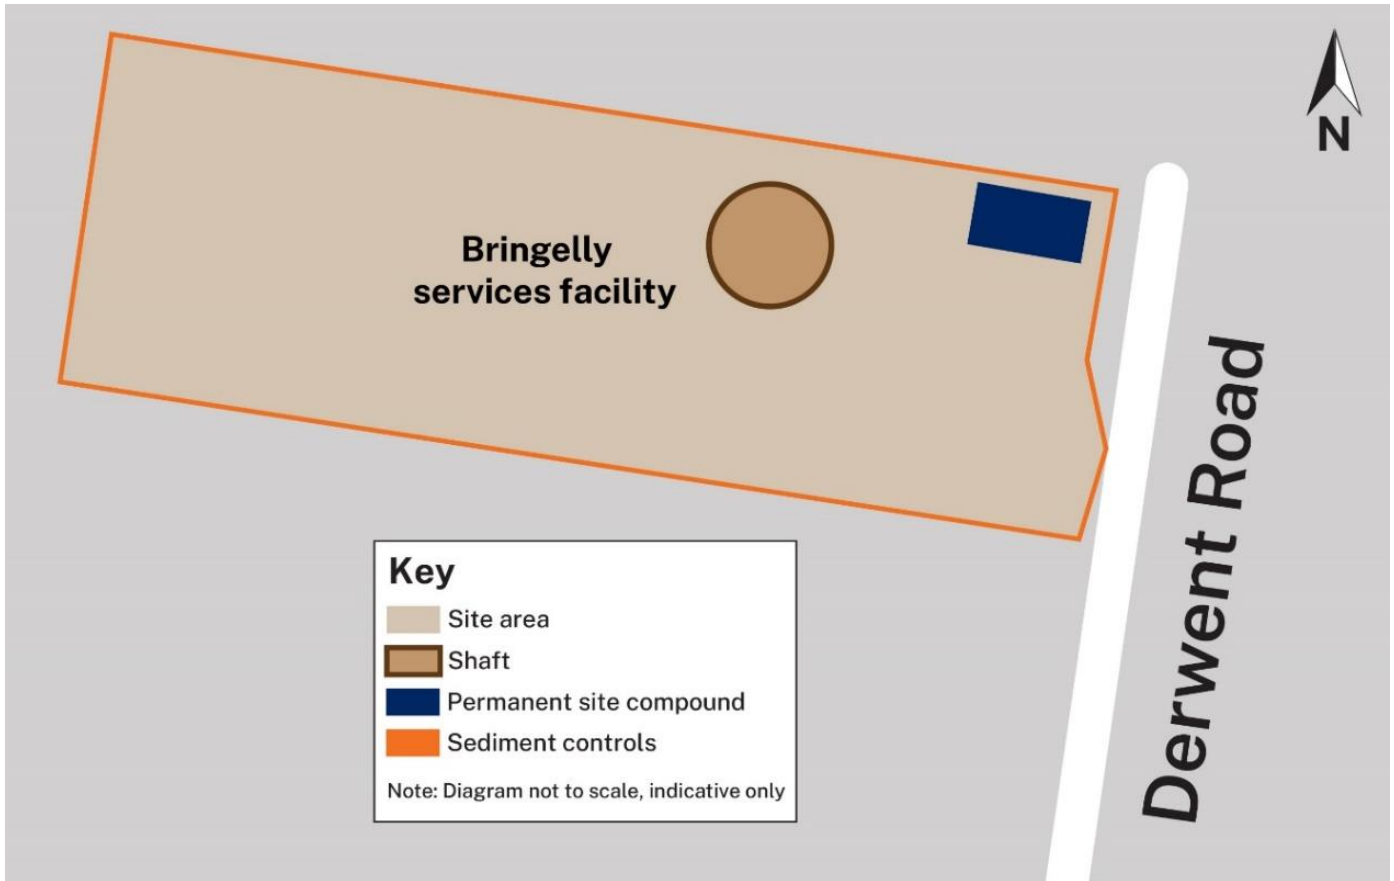 N
Bringelly
services facility
Derwent Road
Key
Site area
Shaft
Permanent site compound
Sediment controls
Note: Diagram not to scale, indicative only